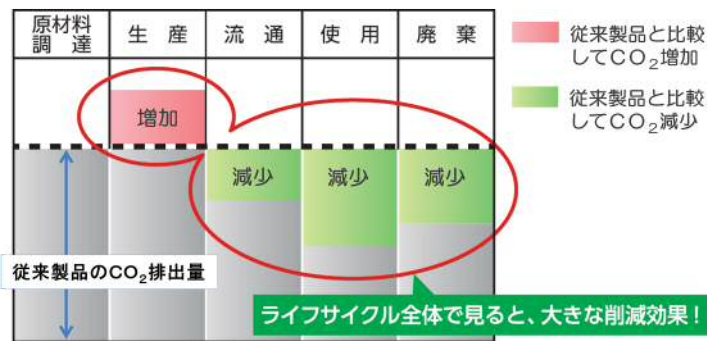 原材料
調 達
生 産
流 通
使 用
廃 棄
従来製品と比較
してCO₂増加
従来製品と比較
してCO₂減少
増加
減少
減少
減少
従来製品のCO₂排出量
ライフサイクル全体で見ると、大きな削減効果！